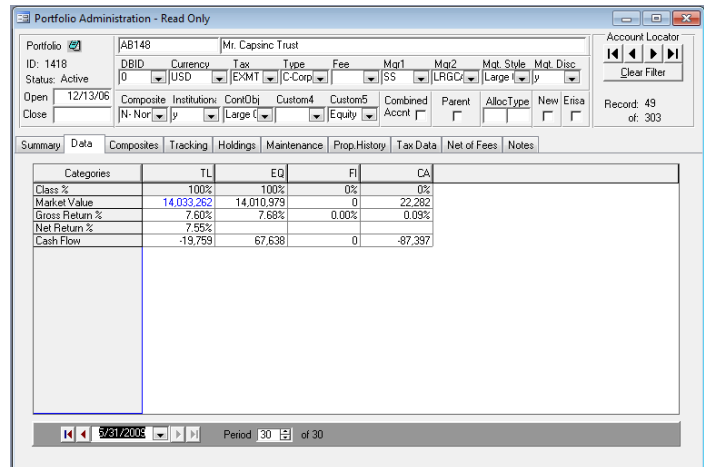 Portfolio Administration - Read Only
Portfolio AB148 Mr. Capsinc Trust
Account Locator
ID: 1418 DBID Currency Tax Type Fee Mgr1 Mgr2 Mgt. Style Mgt. Disc
Status: Active 0 USD EXMT C-Corp SS LRGC Large y
Clear Filter
Open 12/13/06 Composite Institution ContObj Custom4 Custom5 Combined Accnt Parent AllocType New Erisa
Close N- Nor y Large Equity
Record: 49
of: 303
Summary Data Composites Tracking Holdings Maintenance Prop.History Tax Data Net of Fees Notes
Categories TL EQ FI CA
Class % 100% 100% 0% 0%
Market Value 14,033,262 14,010,979 0 22,282
Gross Return % 7.60% 7.68% 0.00% 0.09%
Net Return % 7.55%
Cash Flow -19,759 67,638 0 -87,397
5/31/2009 Period 30 of 30